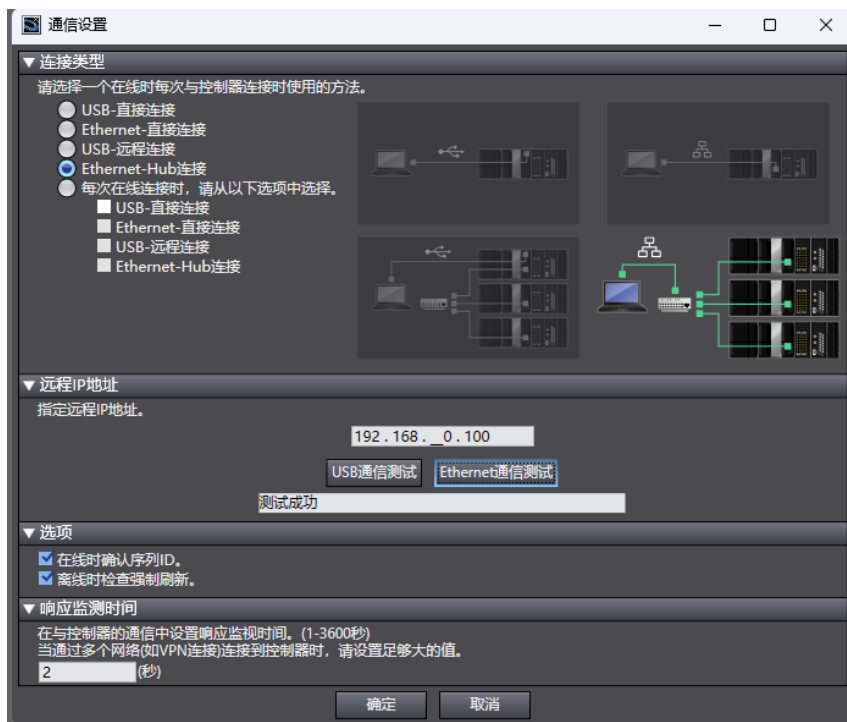 通信设置
▼连接类型
请选择一个在线时每次与控制器连接时使用的方法。
USB-直接连接
Ethernet-直接连接
USB-远程连接
Ethernet-Hub连接
每次在线连接时，请从以下选项中选择。
USB-直接连接
Ethernet-直接连接
USB-远程连接
Ethernet-Hub连接
▼远程IP地址
指定远程IP地址。
192.168._0.100
USB通信测试 Ethernet通信测试
测试成功
▼选项
在线时确认序列ID。
离线时检查强制刷新。
▼响应监测时间
在与控制器的通信中设置响应监视时间。(1-3600秒)
当通过多个网络(如VPN连接)连接到控制器时，请设置足够大的值。
2 (秒)
确定 取消